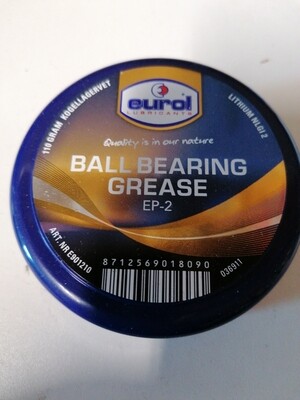 eurol
LUBRICANTS
110 GRAM KOGELLAGERVET
LITHIUM NLGI 2
Quality is in our nature
BALL BEARING
GREASE
EP-2
ART. NR E901210
8712569018090
036911